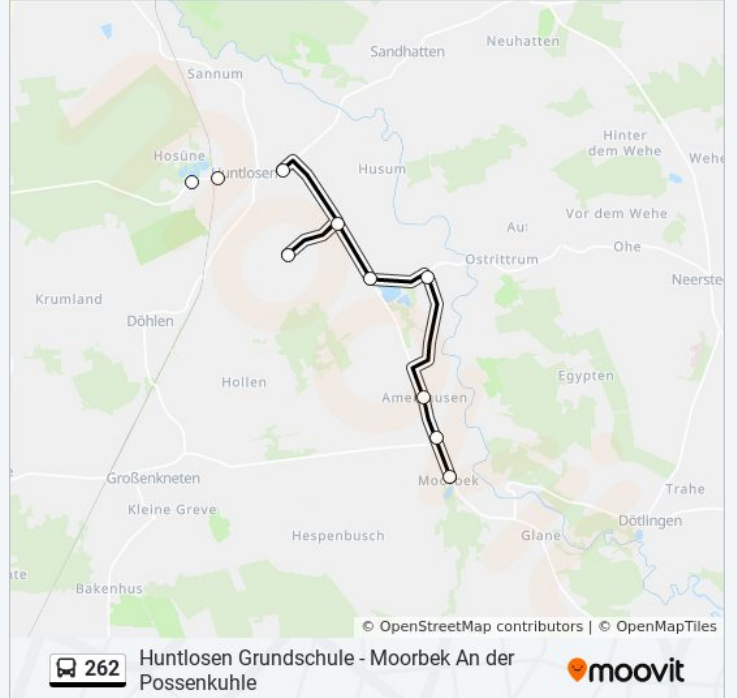 Neuhatten
Sandhatten
Sannum
Hinter
dem Wehe
Wehe
Hosüne
Huntlosen
Husum
Vor dem Wehe
Ohe
Ostrittrum
Neerste
Krumland
Döhlen
Hollen
Egypten
Großenkneten
Kleine Greve
Moorbek
Trahe
Dötlingen
Hespenbusch
Glane
Bakenhus
© OpenStreetMap contributors | © OpenMapTiles
262
Huntlosen Grundschule - Moorbek An der
Possenkuhle
moovit